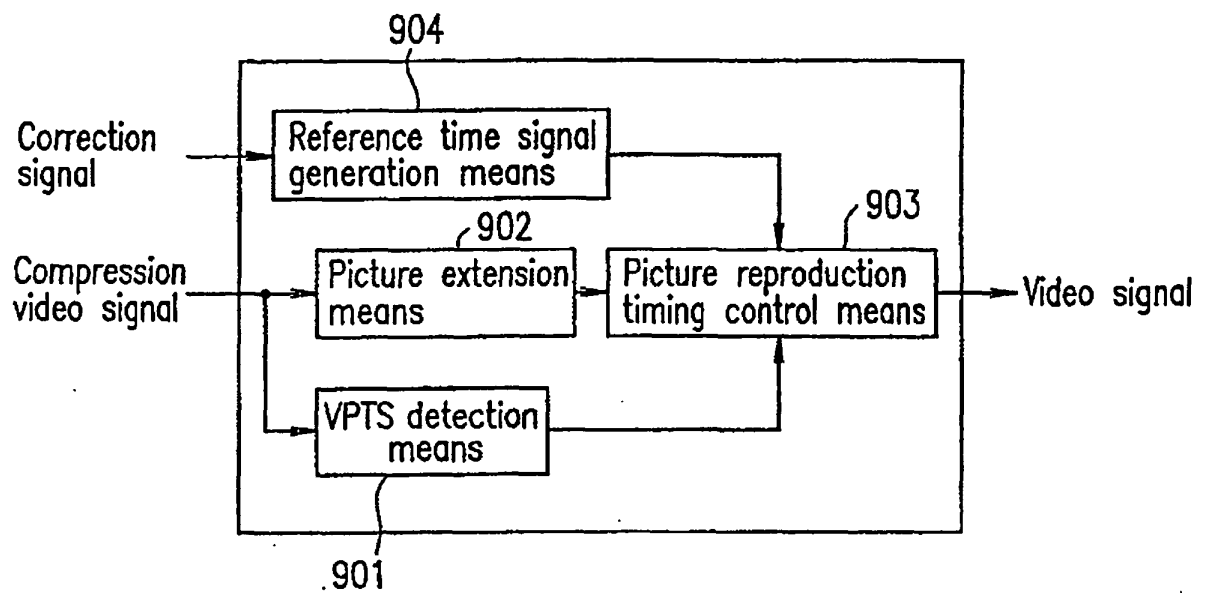 904
Correction
signal
Reference time signal
generation means
902
903
Compression
video signal
Picture extension
means
Picture reproduction
timing control means
Video signal
VPTS detection
means
901